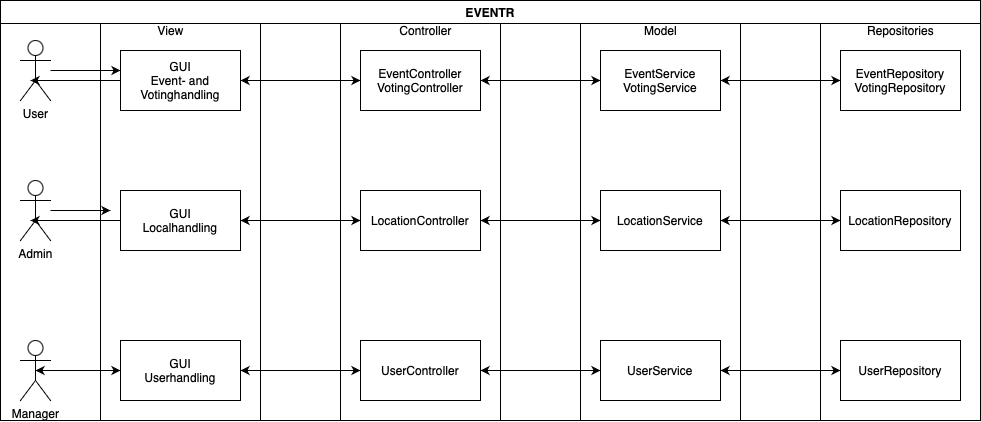 EVENTR
View
Controller
Model
Repositories
GUI
Event- and
Votinghandling
EventController
VotingController
EventService
VotingService
EventRepository
VotingRepository
User
GUI
Localhandling
LocationController
LocationService
LocationRepository
Admin
GUI
Userhandling
UserController
UserService
UserRepository
Manager